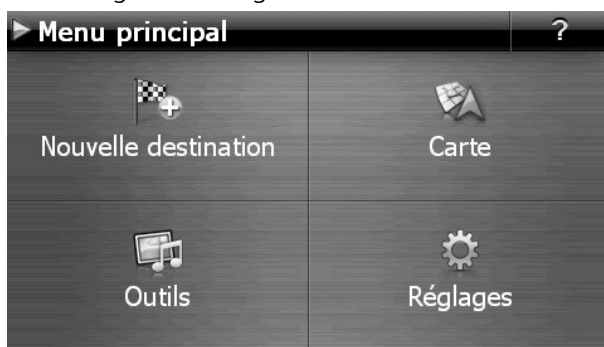 Menu principal
?
Nouvelle destination
Carte
Outils
Réglages